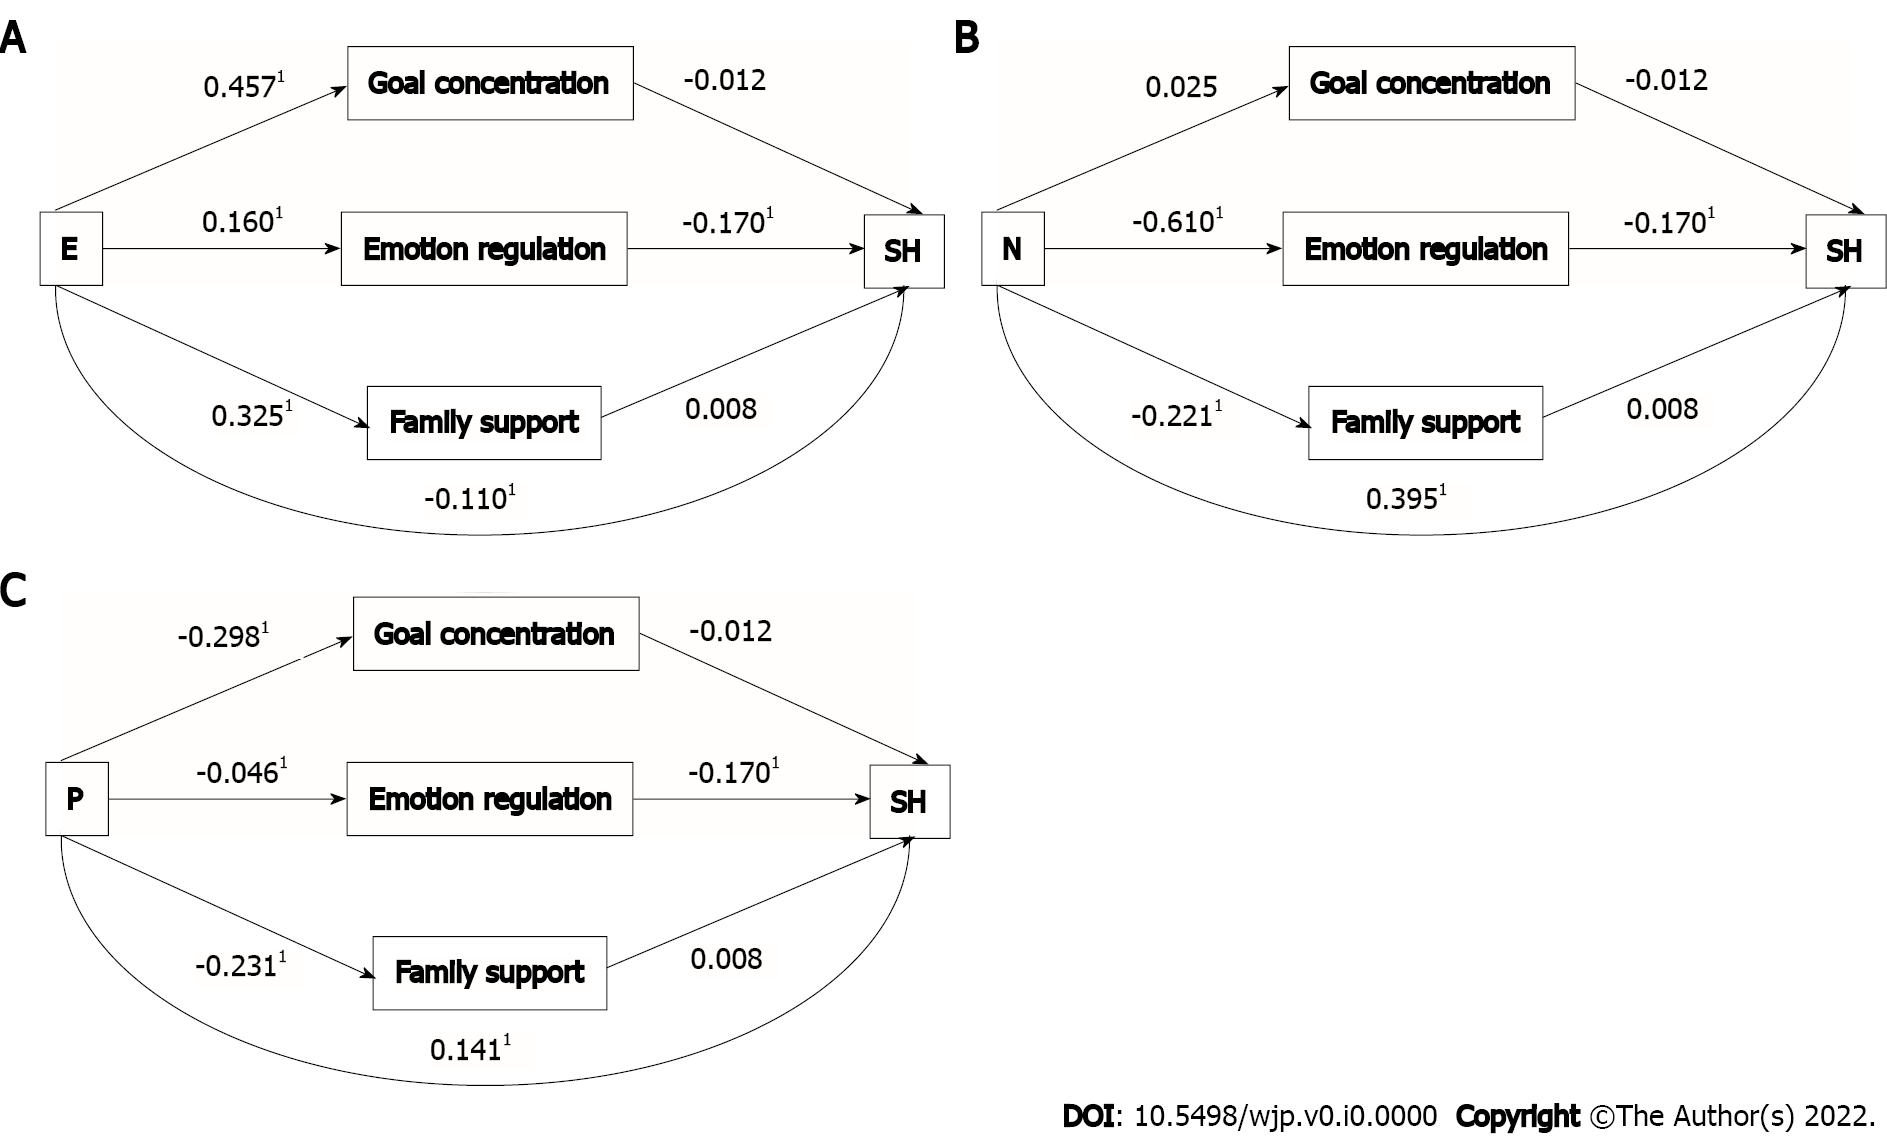 A
0.457¹
Goal concentration
-0.012
E
0.160¹
Emotion regulation
-0.170¹
SH
0.325¹
Family support
0.008
-0.110¹
B
0.025
Goal concentration
-0.012
N
-0.610¹
Emotion regulation
-0.170¹
SH
-0.221¹
Family support
0.008
0.395¹
C
-0.298¹
Goal concentration
-0.012
P
-0.046¹
Emotion regulation
-0.170¹
SH
-0.231¹
Family support
0.008
0.141¹
DOI: 10.5498/wjp.v0.i0.0000 Copyright ©The Author(s) 2022.